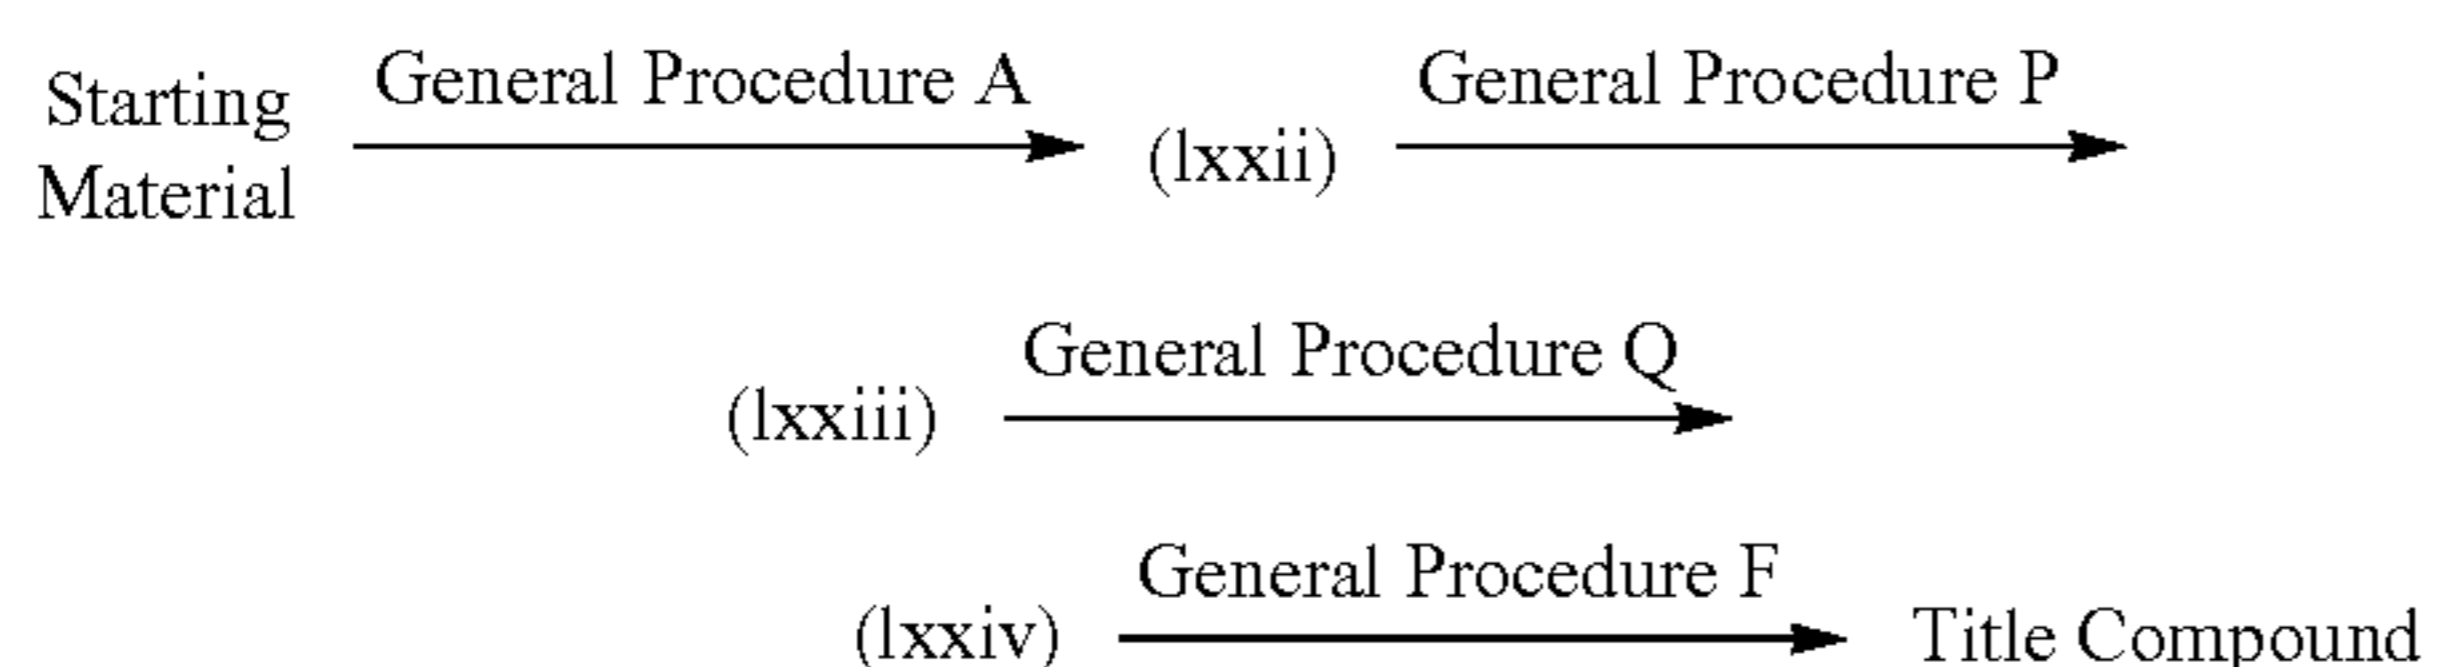 Starting
Material
General Procedure A
(lxxii)
General Procedure P
(lxxiii)
General Procedure Q
(lxxiv)
General Procedure F
Title Compound